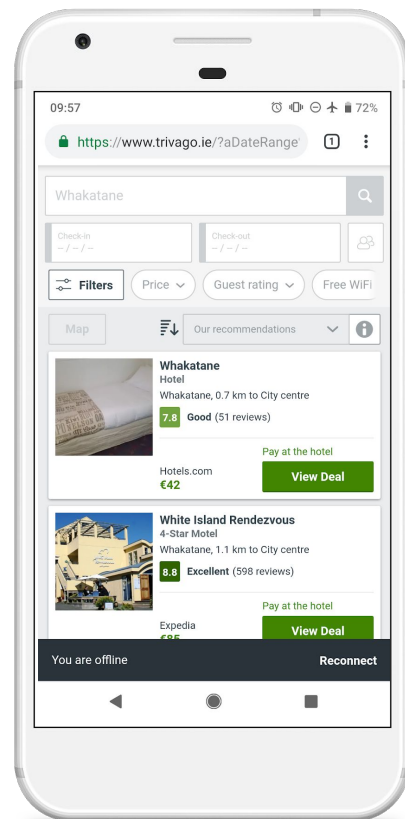 09:57
72%
https://www.trivago.ie/?aDateRange
1
Whakatane
Check-in
Check-out
-/-/-
-/-/-
Filters
Price
Guest rating
Free WiFi
Map
Our recommendations
Whakatane
Hotel
Whakatane, 0.7 km to City centre
7.8 Good (51 reviews)
Pay at the hotel
Hotels.com
€42
View Deal
White Island Rendezvous
4-Star Motel
Whakatane, 1.1 km to City centre
8.8 Excellent (598 reviews)
Pay at the hotel
Expedia
€85
View Deal
You are offline
Reconnect